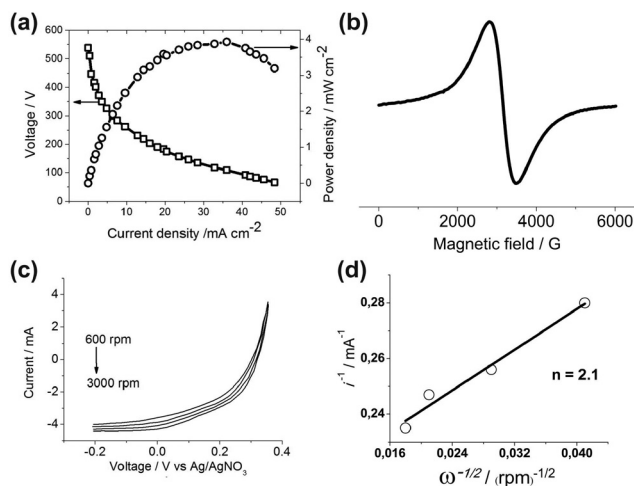 (a)
600
500
400
300
200
100
0
Voltage / V
4
3
2
1
0
Power density / mW cm-2
0 10 20 30 40 50
Current density /mA cm-2
(b)
0 2000 4000 6000
Magnetic field / G
(c)
4
2
0
-2
-4
Current / mA
600 rpm
3000 rpm
-0.2 0.0 0.2 0.4
Voltage / V vs Ag/AgNO3
(d)
0,28
0,26
0,24
i-1 / mA-1
n = 2.1
0,016 0,024 0,032 0,040
ω-1/2 / (rpm)-1/2